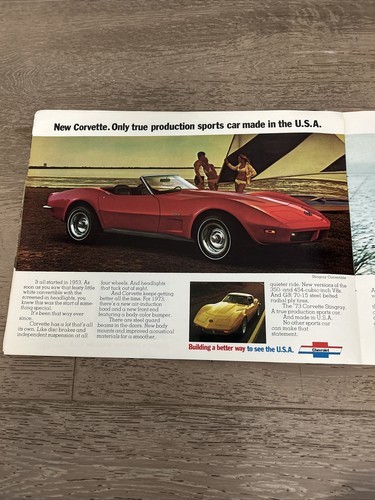 New Corvette. Only true production sports car made in the U.S.A.
Stingray Convertible
It all started in 1953. As
soon as you saw that feisty little
white convertible with the
screened-in headlights, you
knew that was the start of some-
thing special.
It's been that way ever
since.
Corvette has a lot that's all
its own. Like disc brakes and
independent suspension at all
four wheels. And headlights
that tuck out of sight.
And Corvette keeps getting
better all the time. For 1973,
there's a new air-induction
hood and a new front end
featuring a body-color bumper.
There are steel guard
beams in the doors. New body
mounts and improved acoustical
materials for a smoother,
quieter ride. New versions of the
350- and 454-cubic-inch V8s.
And GR 70-15 steel belted
radial ply tires.
The '73 Corvette Stingray.
A true production sports car.
And made in U.S.A.
No other sports car
can make that
statement.
Building a better way to see the U.S.A.
Chevrolet